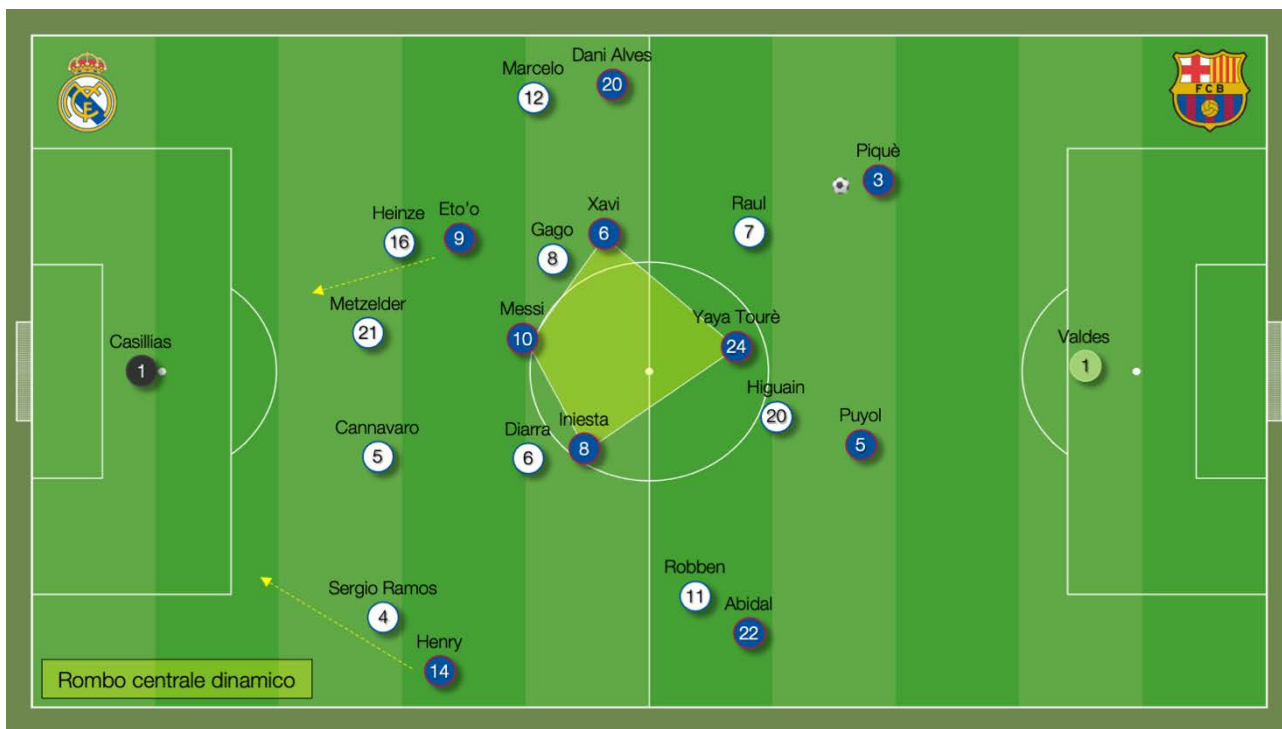 Dani Alves
Marcelo
20
12
FCB
Piquè
3
Xavi
Raul
Heinze
Eto'o
6
7
Gago
16
9
8
Messi
Metzelder
Yaya Tourè
10
21
24
Casillias
Valdes
1
1
Higuain
Iniesta
20
Puyol
Cannavaro
Diarra
8
5
5
6
Robben
Sergio Ramos
11
Abidal
4
22
Henry
14
Rombo centrale dinamico